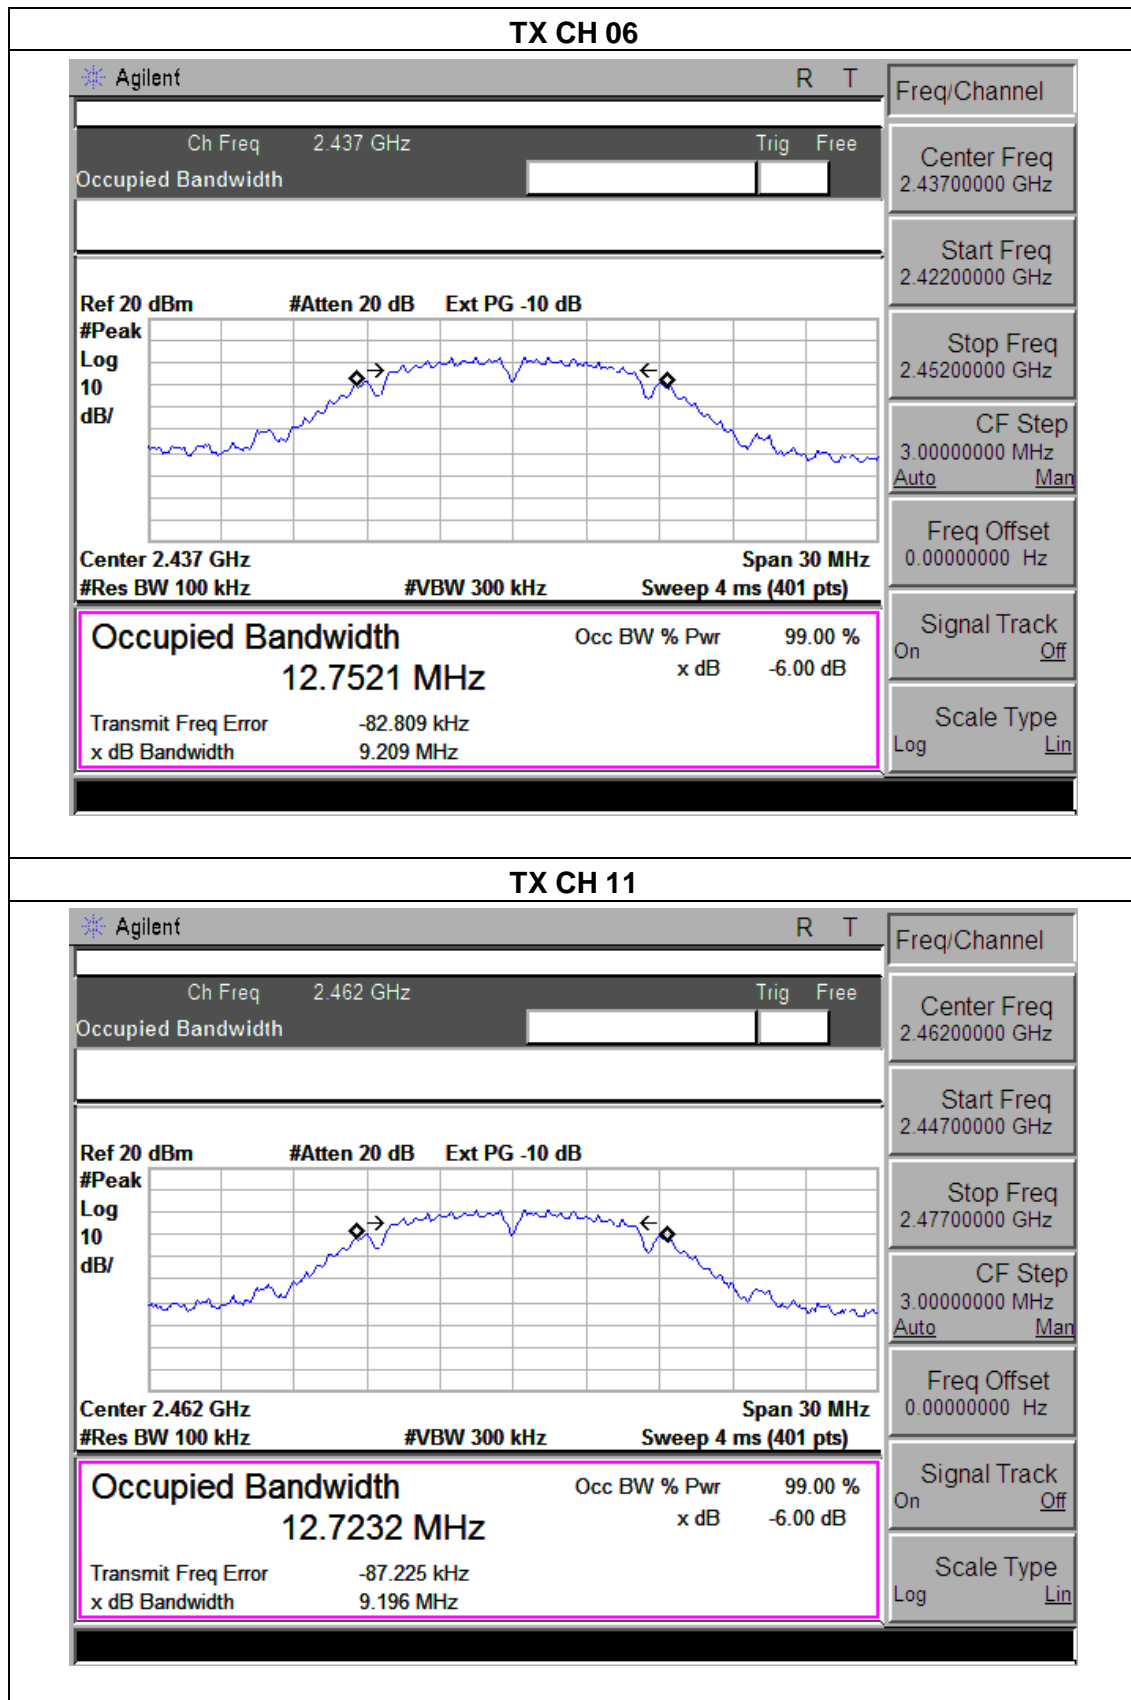 TX CH 06
Agilent R T
Freq/Channel
Ch Freq 2.437 GHz Trig Free
Occupied Bandwidth
Center Freq
2.43700000 GHz
Start Freq
2.42200000 GHz
Stop Freq
2.45200000 GHz
CF Step
3.00000000 MHz
Auto Man
Freq Offset
0.00000000 Hz
Signal Track
On Off
Scale Type
Log Lin
Ref 20 dBm #Atten 20 dB Ext PG -10 dB
#Peak
Log
10
dB/
Center 2.437 GHz Span 30 MHz
#Res BW 100 kHz #VBW 300 kHz Sweep 4 ms (401 pts)
Occupied Bandwidth Occ BW % Pwr 99.00 %
12.7521 MHz x dB -6.00 dB
Transmit Freq Error -82.809 kHz
x dB Bandwidth 9.209 MHz
TX CH 11
Agilent R T
Freq/Channel
Ch Freq 2.462 GHz Trig Free
Occupied Bandwidth
Center Freq
2.46200000 GHz
Start Freq
2.44700000 GHz
Stop Freq
2.47700000 GHz
CF Step
3.00000000 MHz
Auto Man
Freq Offset
0.00000000 Hz
Signal Track
On Off
Scale Type
Log Lin
Ref 20 dBm #Atten 20 dB Ext PG -10 dB
#Peak
Log
10
dB/
Center 2.462 GHz Span 30 MHz
#Res BW 100 kHz #VBW 300 kHz Sweep 4 ms (401 pts)
Occupied Bandwidth Occ BW % Pwr 99.00 %
12.7232 MHz x dB -6.00 dB
Transmit Freq Error -87.225 kHz
x dB Bandwidth 9.196 MHz